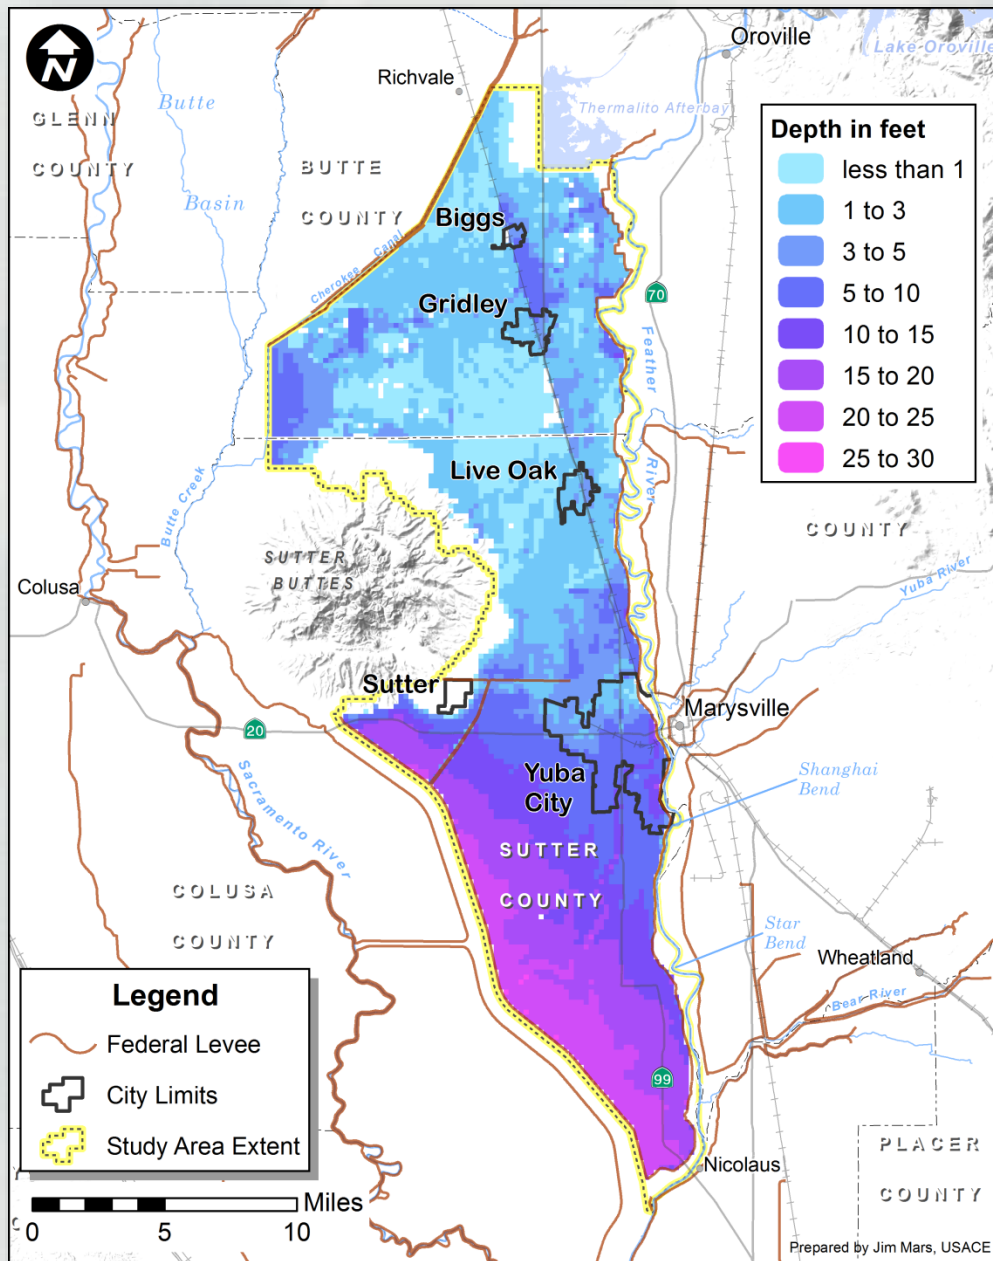 N
Oroville
Lake Oroville
Richvale
Butte
Thermalito Afterbay
GLENN
COUNTY
Depth in feet
less than 1
1 to 3
3 to 5
5 to 10
10 to 15
15 to 20
20 to 25
25 to 30
BUTTE
COUNTY
Basin
Biggs
Cherokee Canal
70
Gridley
Feather
River
Live Oak
Butte Creek
COUNTY
SUTTER
BUTTES
Yuba River
Colusa
Sutter
Marysville
20
Shanghai
Bend
Yuba
City
Sacramento River
SUTTER
COUNTY
COLUSA
COUNTY
Star
Bend
Wheatland
Bear River
Legend
Federal Levee
City Limits
Study Area Extent
99
Nicolaus
PLACER
COUNTY
Miles
0 5 10
Prepared by Jim Mars, USACE